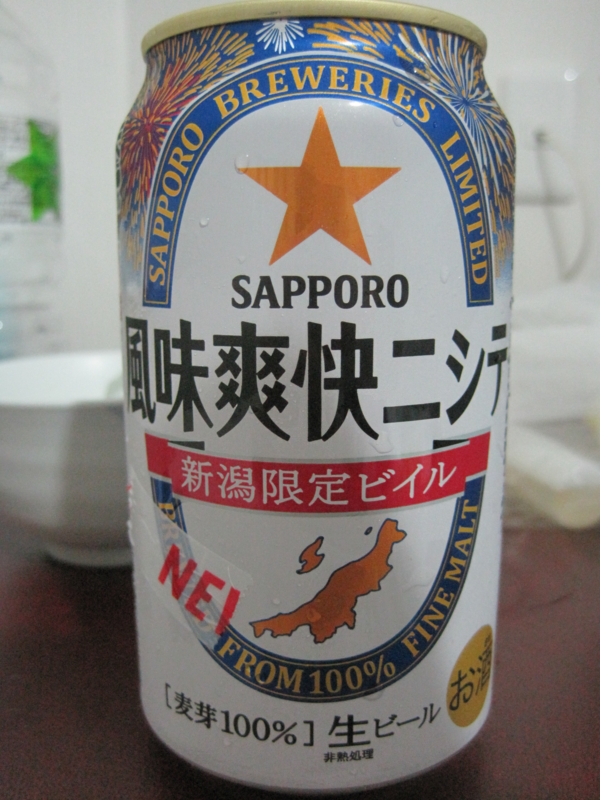 SAPPORO BREWERIES LIMITED
SAPPORO
風味爽快ニシテ
新潟限定ビイル
NE
FROM 100% FINE MALT
お酒
[麦芽100%] 生ビール
非熱処理